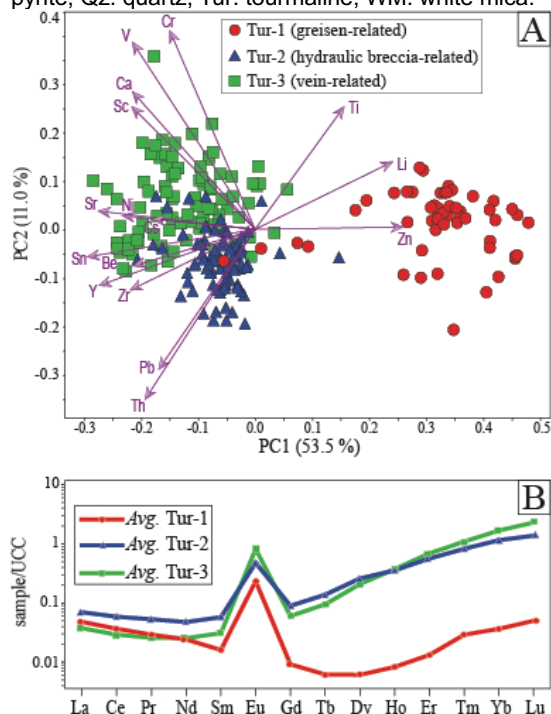 pyrite; Qz: quartz; Tur: tourmaline; WM: white mica.
A
Tur-1 (greisen-related)
Tur-2 (hydraulic breccia-related)
Tur-3 (vein-related)
PC2 (11.0 %)
0.4
0.3
0.2
0.1
0.0
-0.1
-0.2
-0.3
Cr
V
Ca
Sc
Ti
Li
Sr
Ni
Cs
Zn
Sn
Be
Y
Zr
Pb
Th
-0.3 -0.2 -0.1 0.0 0.1 0.2 0.3 0.4 0.5
PC1 (53.5 %)
B
Avg. Tur-1
Avg. Tur-2
Avg. Tur-3
sample/UCC
10
1
0.1
0.01
La Ce Pr Nd Sm Eu Gd Tb Dy Ho Er Tm Yb Lu